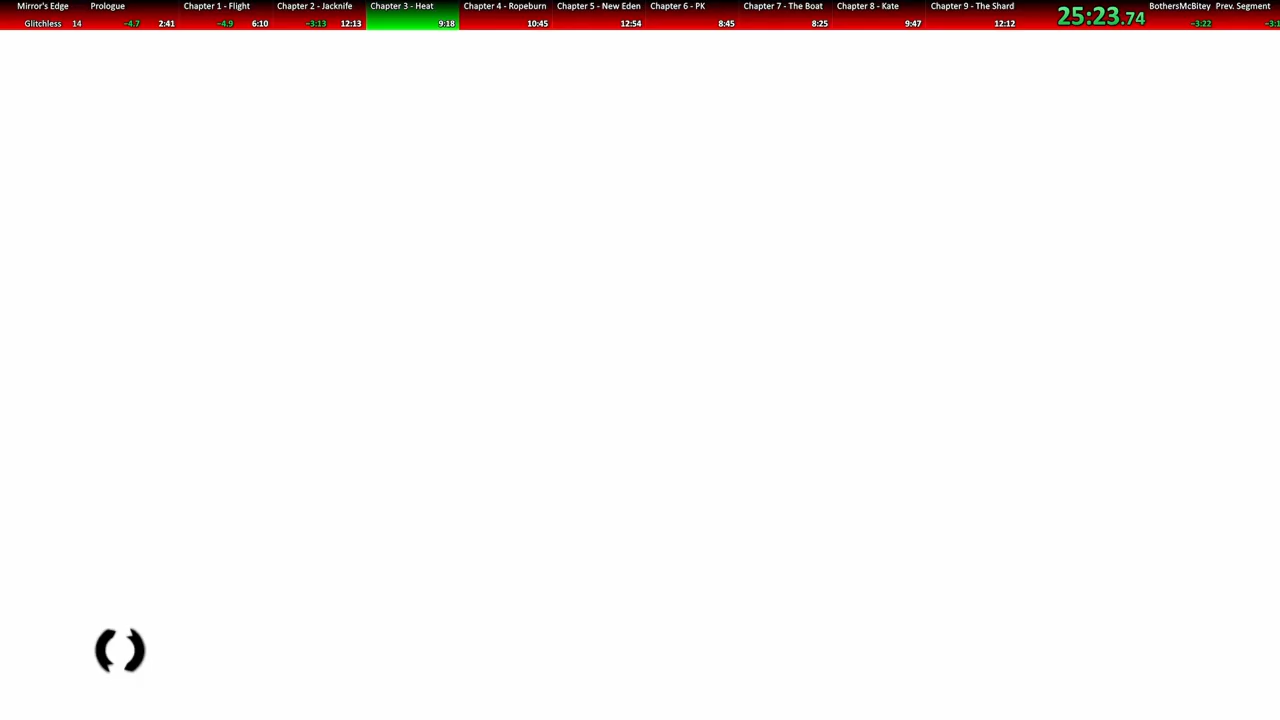 Mirror's Edge Prologue Chapter 1 - Flight Chapter 2 - Jacknife Chapter 3 - Heat Chapter 4 - Ropeburn Chapter 5 - New Eden Chapter 6 - PK Chapter 7 - The Boat Chapter 8 - Kate Chapter 9 - The Shard 25:23.74 BothersMcBitey Prev. Segment
Glitchless 14 −4.7 2:41 −4.9 6:10 −3:13 12:13 9:18 10:45 12:54 8:45 8:25 9:47 12:12 −3:22